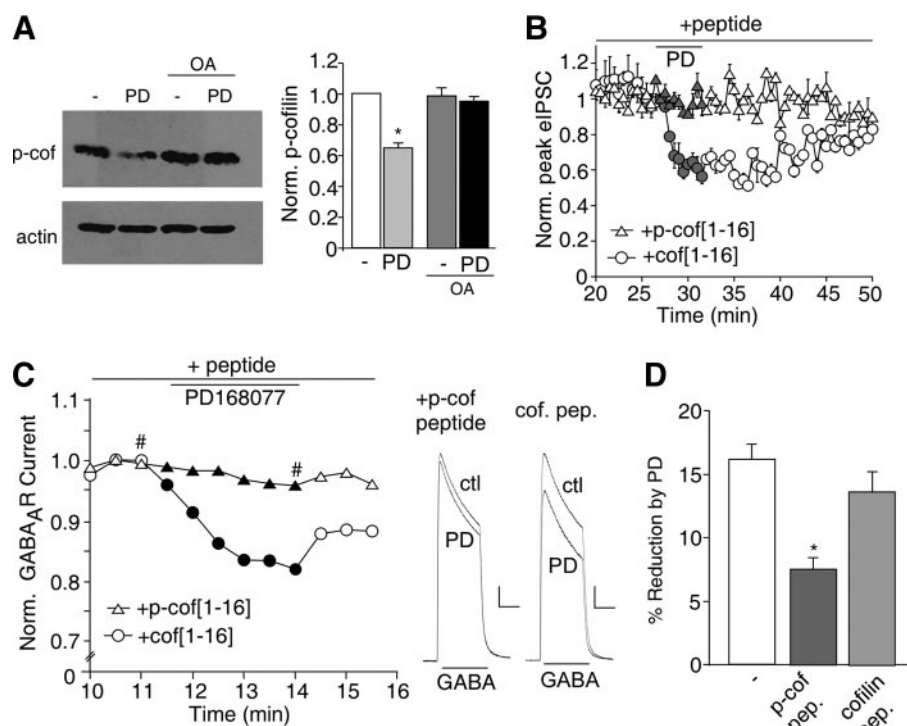 A
OA
- PD - PD
p-cof
actin
Norm. p-cofilin
1.2
1.0
0.8
0.6
0.4
0.2
0
*
- PD - PD
OA
B
+peptide
PD
Norm. peak eIPSC
1.4
1.2
1
0.8
0.6
0.4
0.2
0
+p-cof[1-16]
+cof[1-16]
20 25 30 35 40 45 50
Time (min)
C
+ peptide
PD168077
Norm. GABAAR Current
1.1
1.0
0.9
0.8
0.7
0
# #
+p-cof[1-16]
+cof[1-16]
10 11 12 13 14 15 16
Time (min)
+p-cof
peptide
cof. pep.
ctl
PD
GABA
ctl
PD
GABA
D
% Reduction by PD
20
15
10
5
0
*
-
p-cof
pep.
cofilin
pep.